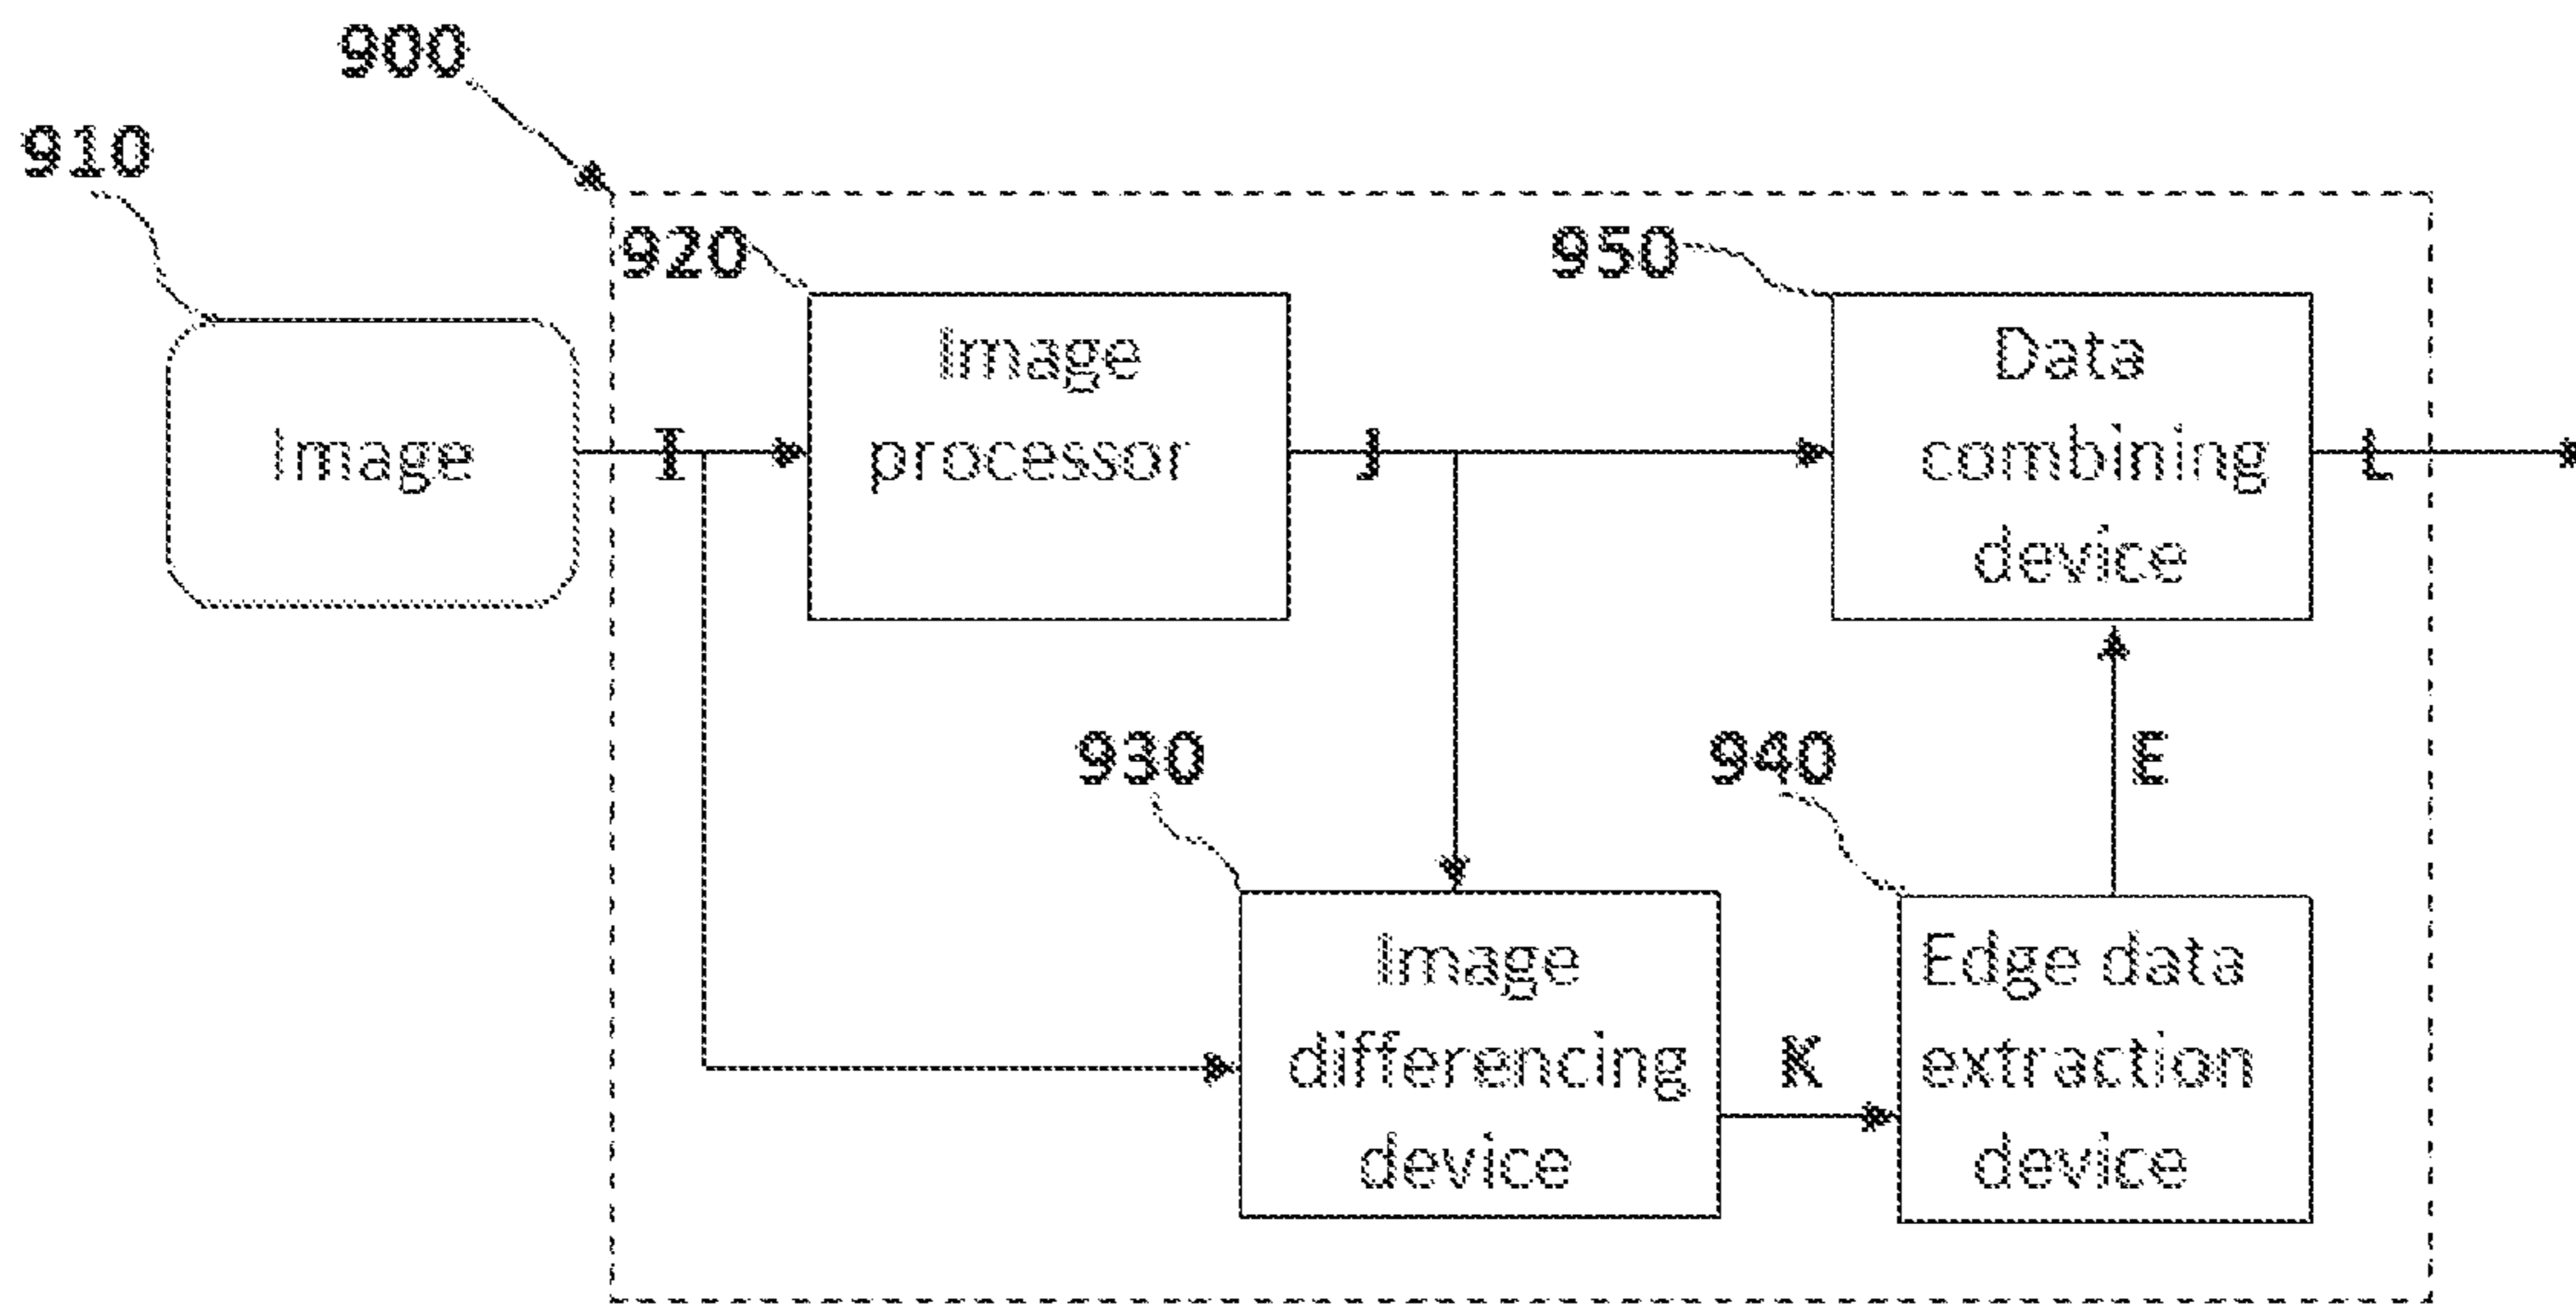 900
910
920
950
Image
Image
processor
Data
combining
device
I
J
L
930
940
E
Image
differencing
device
K
Edge data
extraction
device